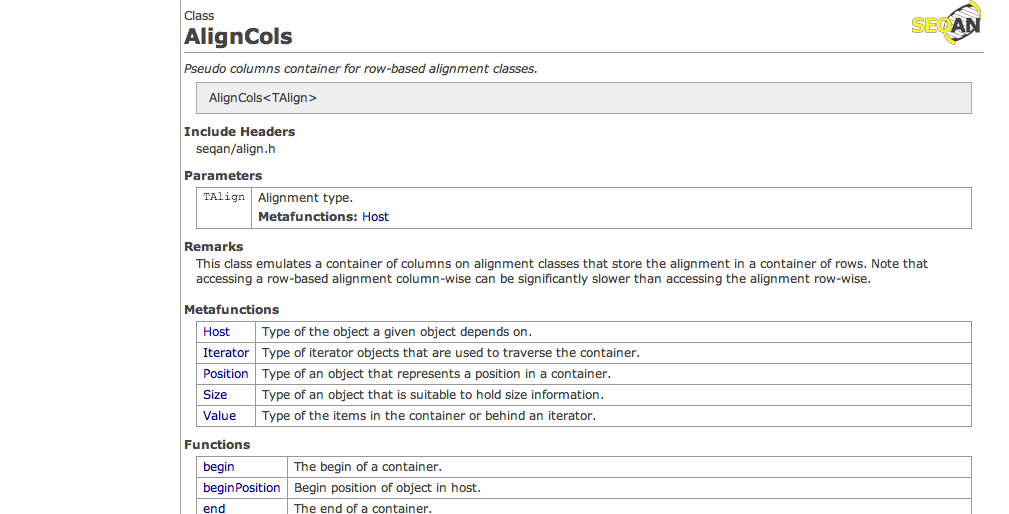 Class
SEQAN
AlignCols
Pseudo columns container for row-based alignment classes.
AlignCols<TAlign>
Include Headers
seqan/align.h
Parameters
TAlign Alignment type.
Metafunctions: Host
Remarks
This class emulates a container of columns on alignment classes that store the alignment in a container of rows. Note that
accessing a row-based alignment column-wise can be significantly slower than accessing the alignment row-wise.
Metafunctions
Host Type of the object a given object depends on.
Iterator Type of iterator objects that are used to traverse the container.
Position Type of an object that represents a position in a container.
Size Type of an object that is suitable to hold size information.
Value Type of the items in the container or behind an iterator.
Functions
begin The begin of a container.
beginPosition Begin position of object in host.
end The end of a container.